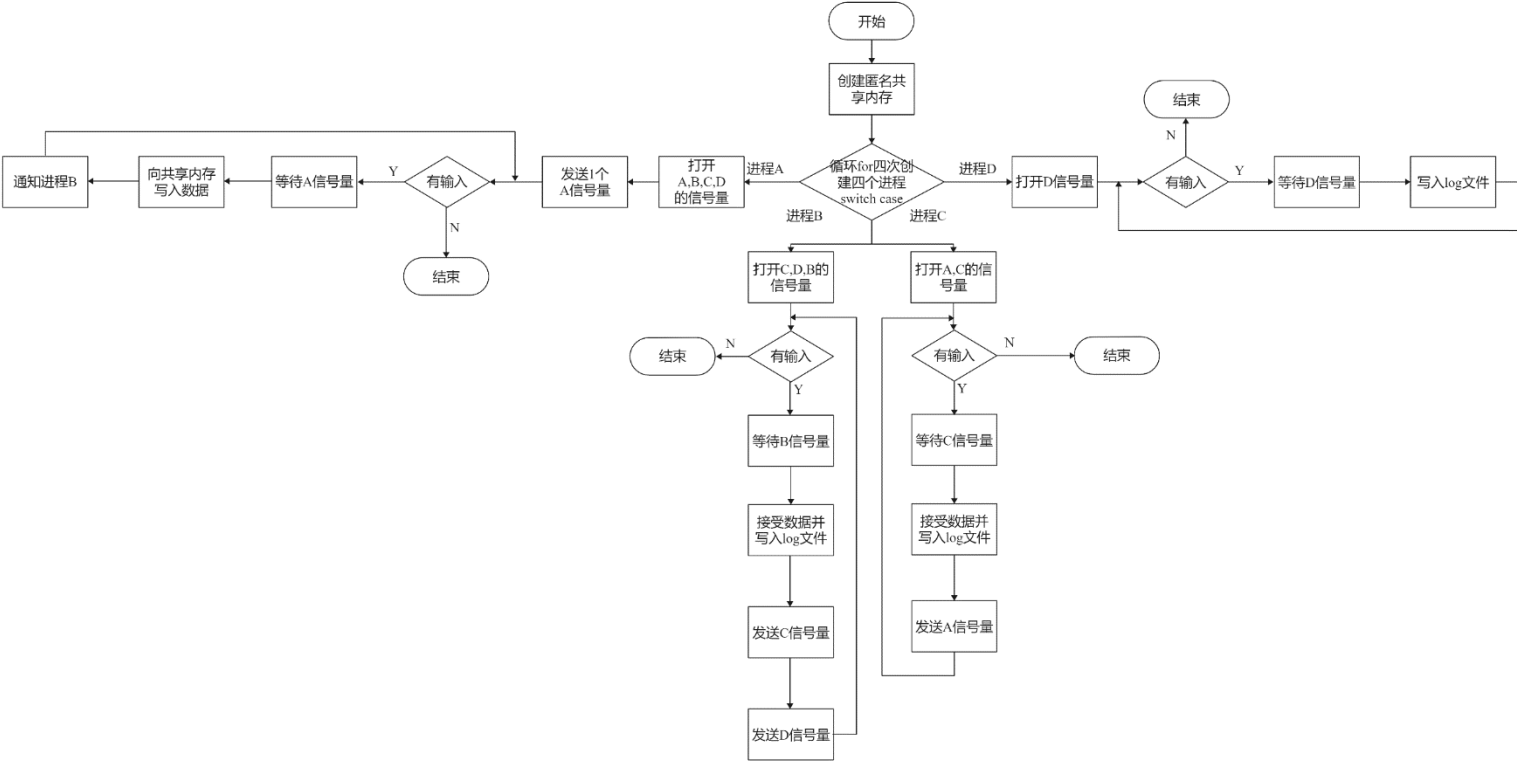 开始
创建匿名共
享内存
循环for四次创
建四个进程
switch case
进程A
打开
A,B,C,D
的信号量
发送1个
A信号量
有输入
Y
等待A信号量
向共享内存
写入数据
通知进程B
N
结束
进程D
打开D信号量
有输入
N
结束
Y
等待D信号量
写入log文件
进程B
打开C,D,B的
信号量
有输入
N
结束
Y
等待B信号量
接受数据并
写入log文件
发送C信号量
发送D信号量
进程C
打开A,C的信
号量
有输入
N
结束
Y
等待C信号量
接受数据并
写入log文件
发送A信号量